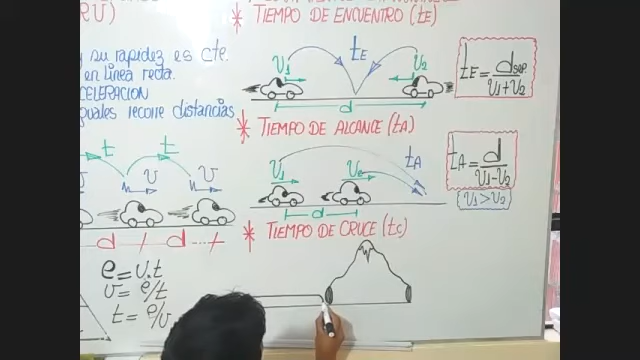 RU)
y su rapidez es cte.
en línea recta.
CELERACION
guales recorre distancias
t t
v v
d d
e=v.t
v=e/t
t=e/v
* TIEMPO DE ENCUENTRO (tE)
V1 tE V2
d
tE=dsep./V1+V2
* TIEMPO DE ALCANCE (tA)
V1 V2 tA
d
tA=d/V1-V2
(V1>V2)
* TIEMPO DE CRUCE (tc)